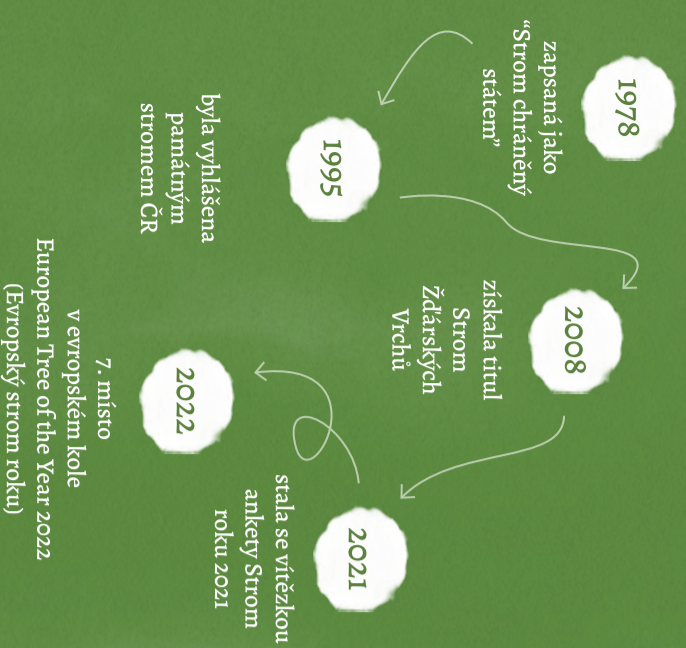 1978
zapsaná jako
“Strom chráněný
státem”
1995
byla vyhlášena
památným
stromem ČR
2008
získala titul
Strom
Žďárských
Vrchů
2021
stala se vítězkou
ankety Strom
roku 2021
2022
7. místo
v evropském kole
European Tree of the Year 2022
(Evropský strom roku)